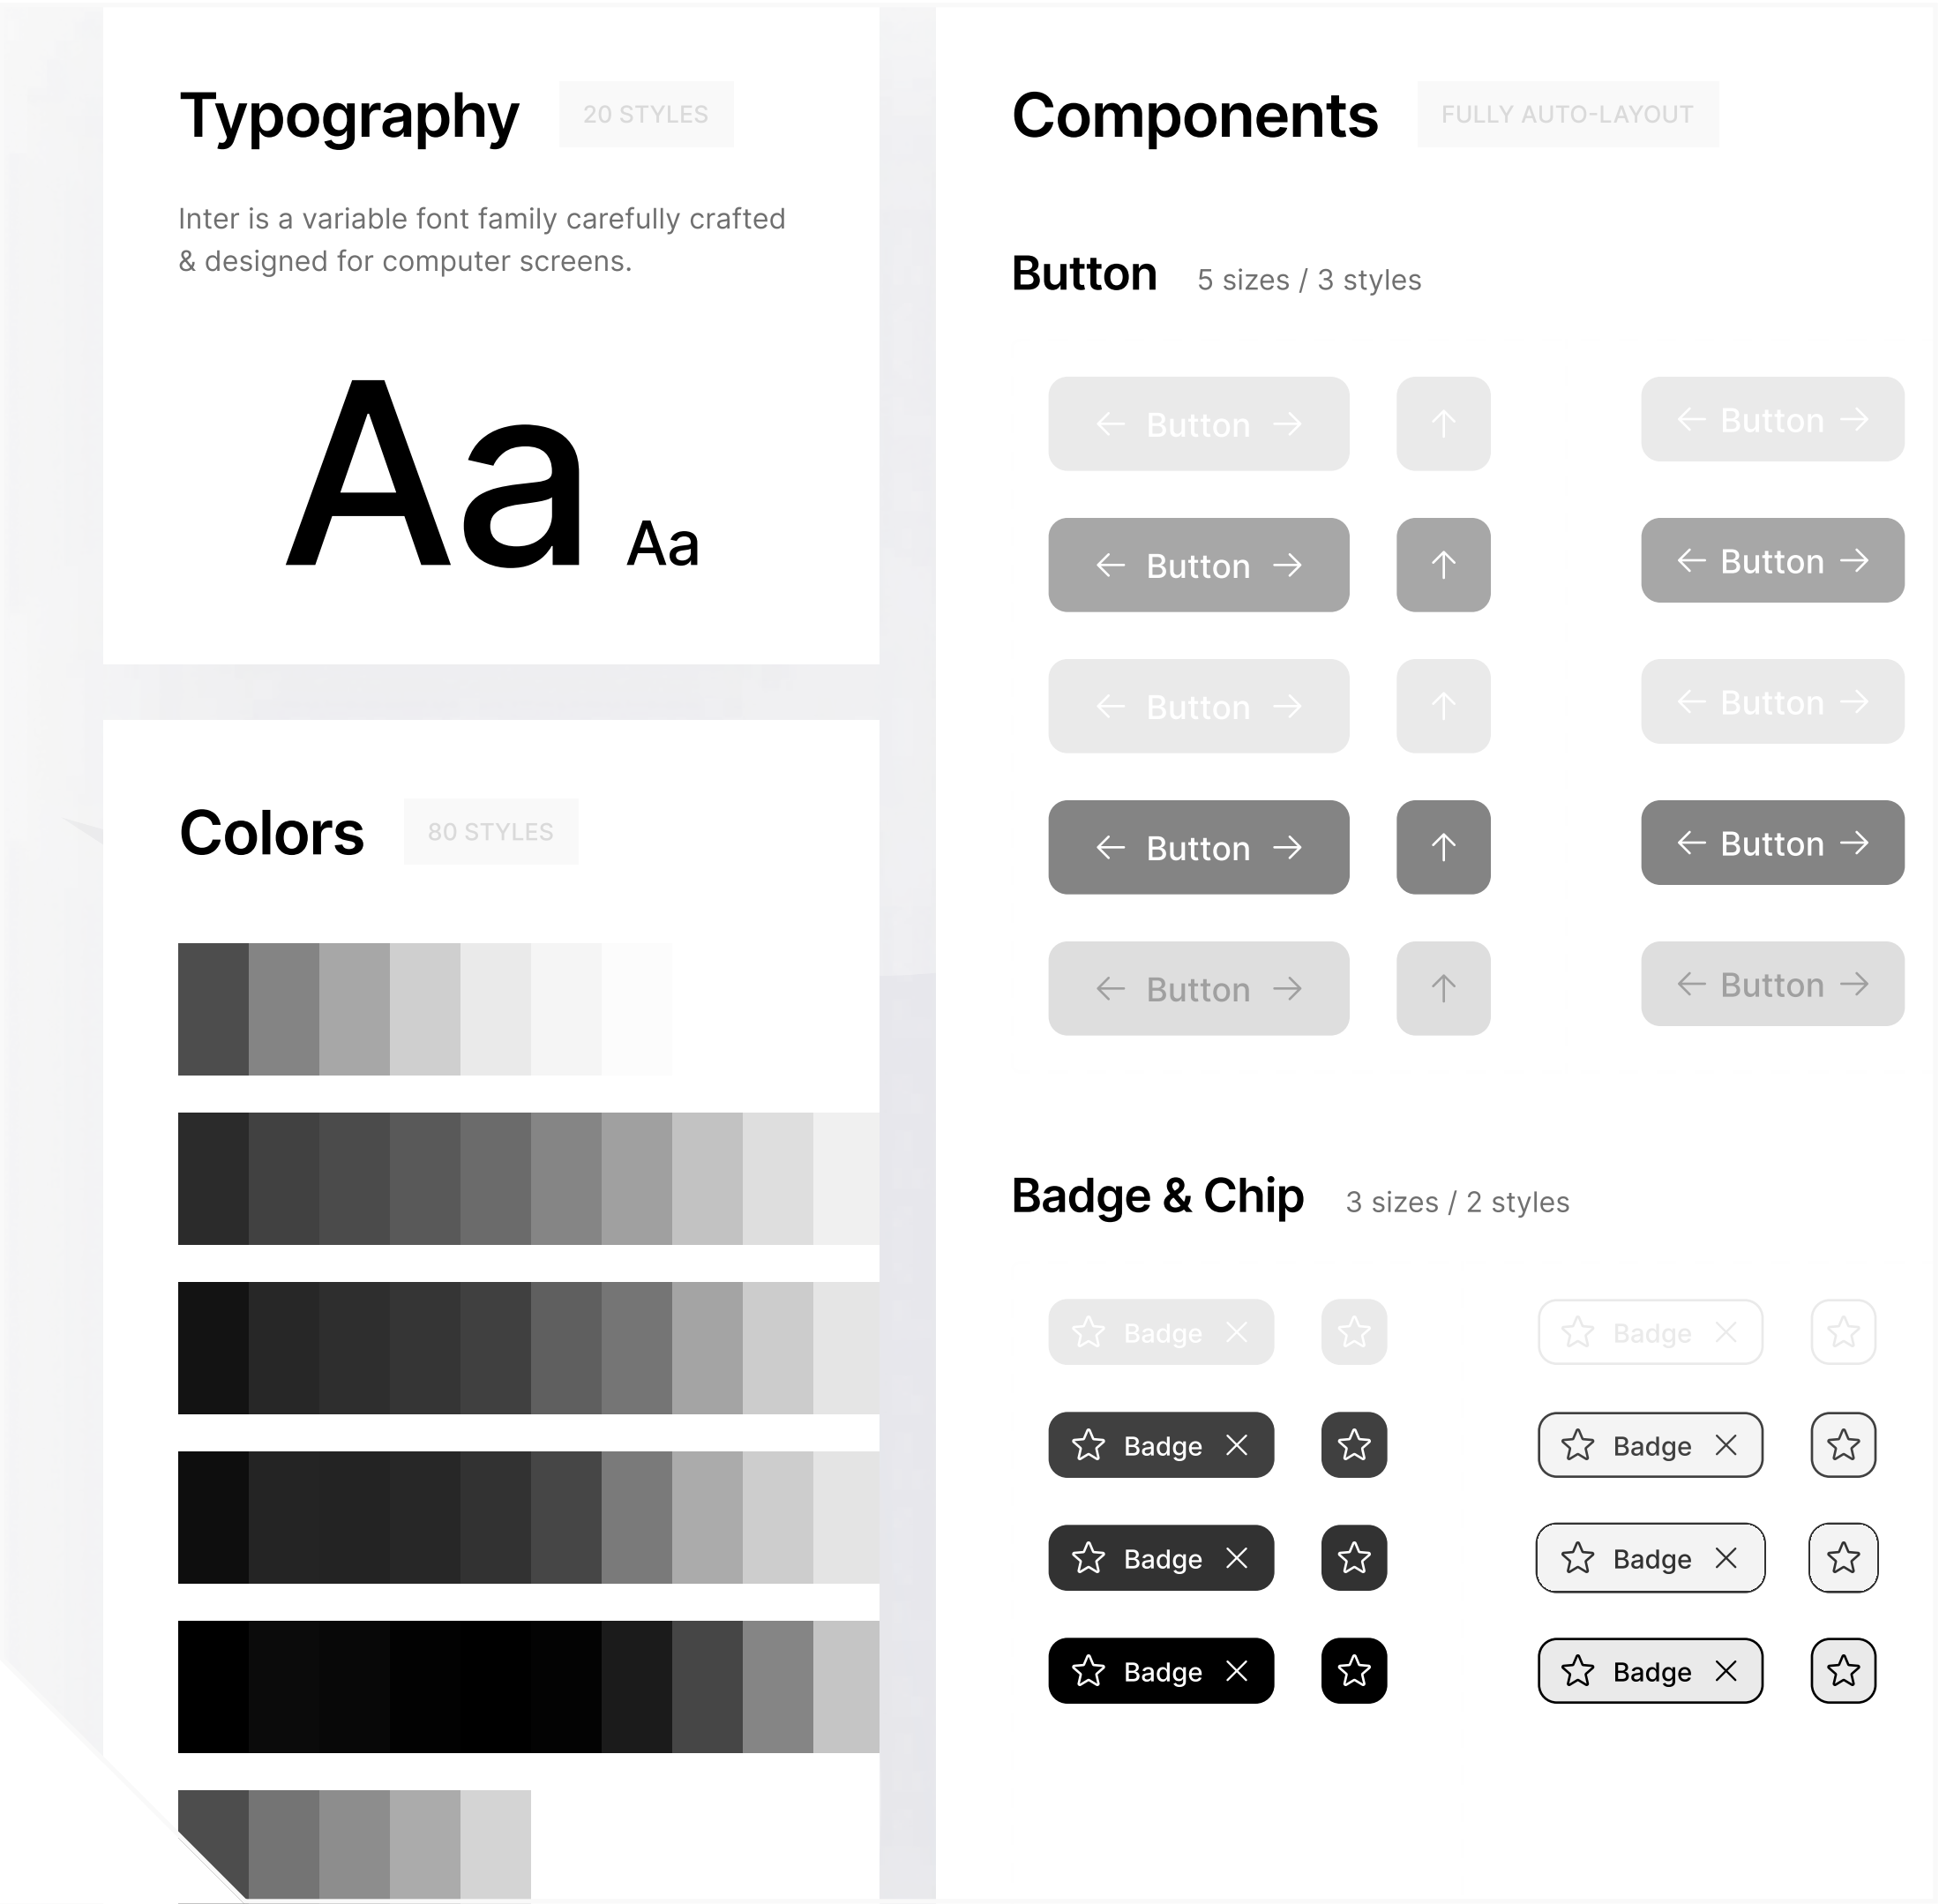 Typography
20 STYLES
Inter is a variable font family carefully crafted
& designed for computer screens.
Aa Aa
Colors
80 STYLES
Components
FULLY AUTO-LAYOUT
Button
5 sizes / 3 styles
Button
Button
Button
Button
Button
Button
Button
Button
Button
Button
Badge & Chip
3 sizes / 2 styles
Badge
Badge
Badge
Badge
Badge
Badge
Badge
Badge